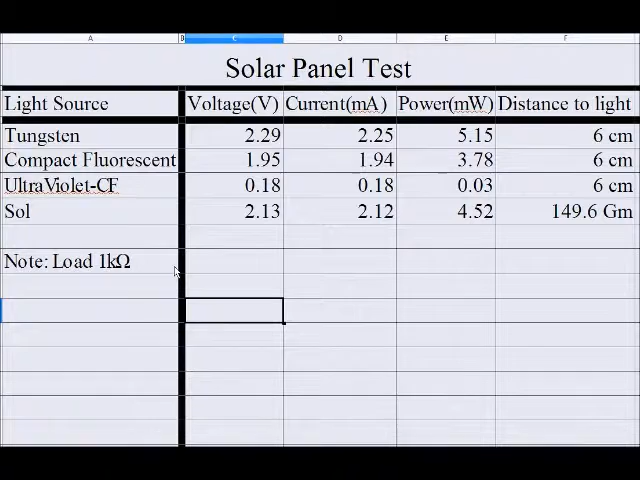 A B C D E F
Solar Panel Test
Light Source Voltage(V) Current(mA) Power(mW) Distance to light
Tungsten 2.29 2.25 5.15 6 cm
Compact Fluorescent 1.95 1.94 3.78 6 cm
UltraViolet-CF 0.18 0.18 0.03 6 cm
Sol 2.13 2.12 4.52 149.6 Gm
Note: Load 1kΩ